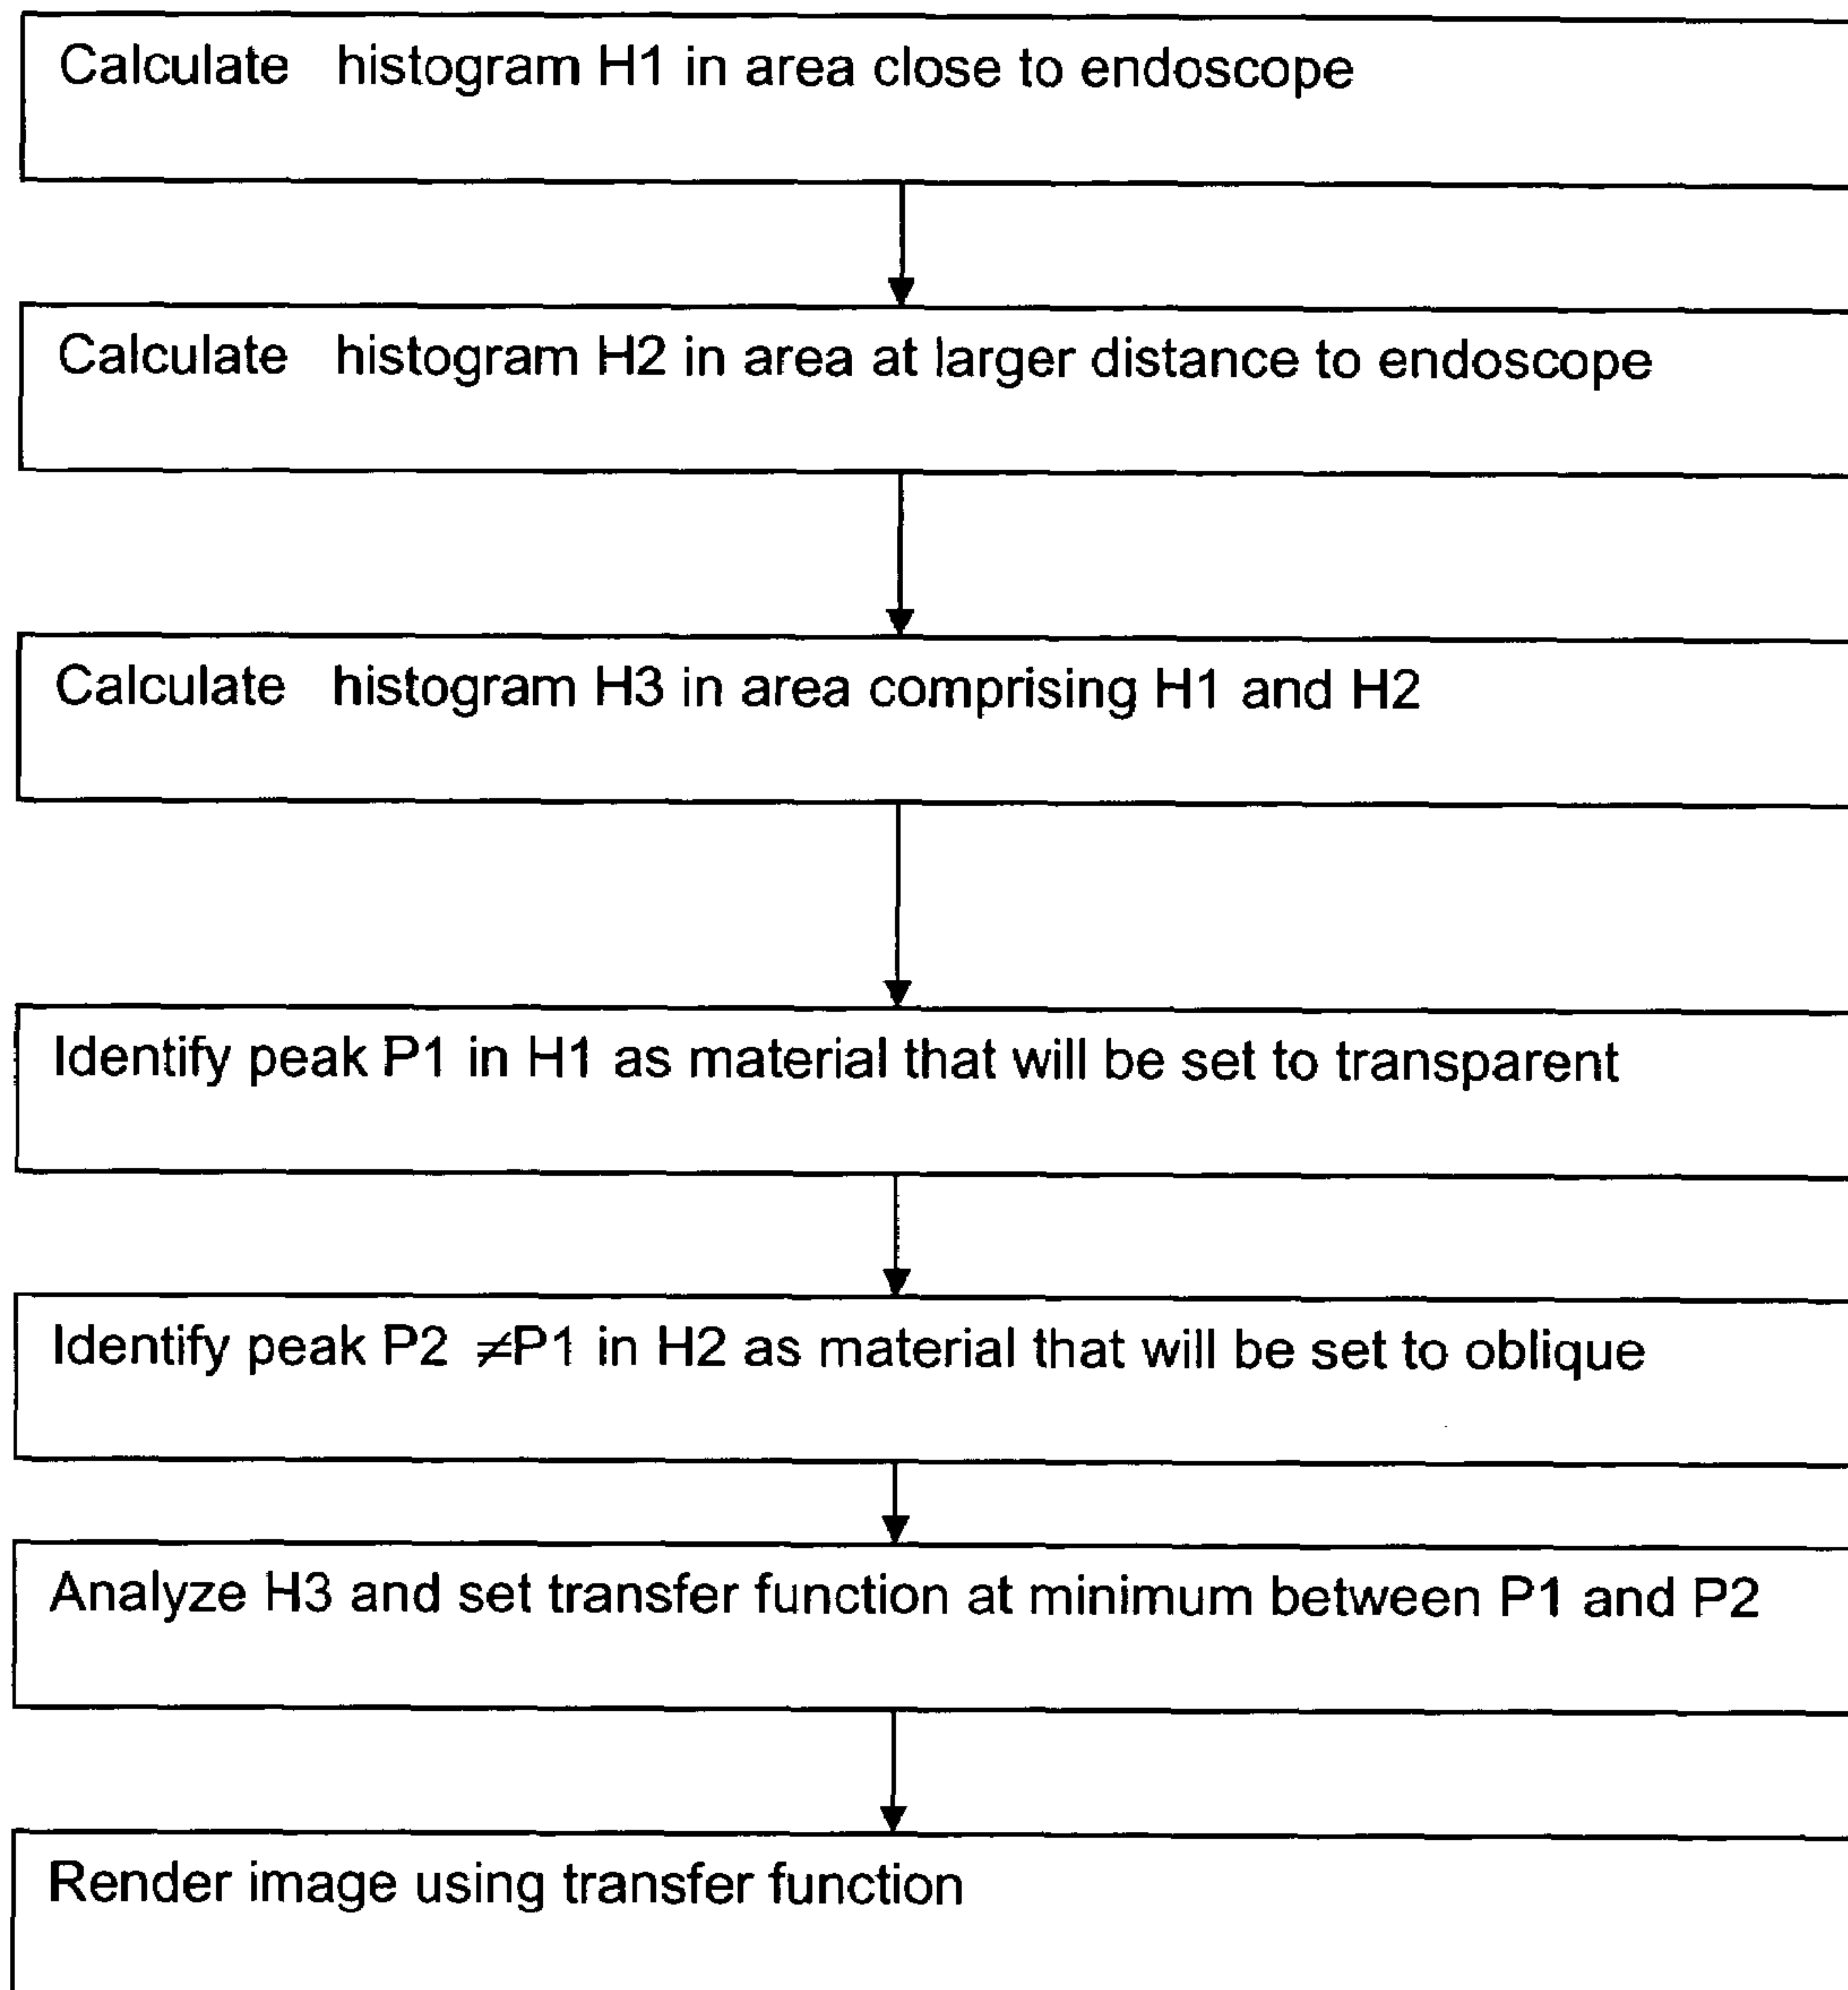 Calculate histogram H1 in area close to endoscope
Calculate histogram H2 in area at larger distance to endoscope
Calculate histogram H3 in area comprising H1 and H2
Identify peak P1 in H1 as material that will be set to transparent
Identify peak P2 ≠P1 in H2 as material that will be set to oblique
Analyze H3 and set transfer function at minimum between P1 and P2
Render image using transfer function